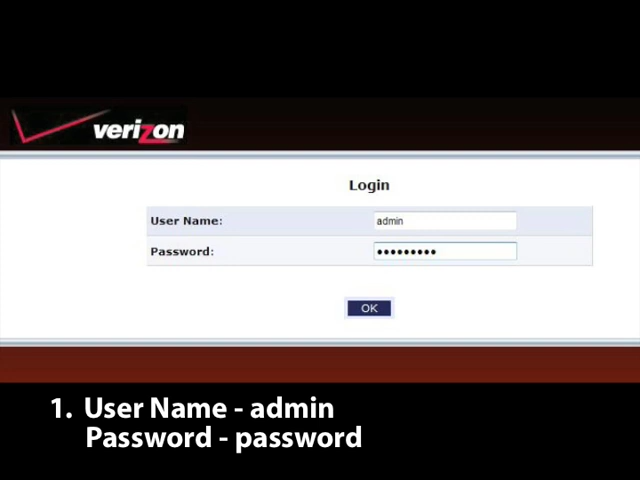 verizon
Login
User Name: admin
Password: •••••••••
OK
1. User Name - admin
Password - password